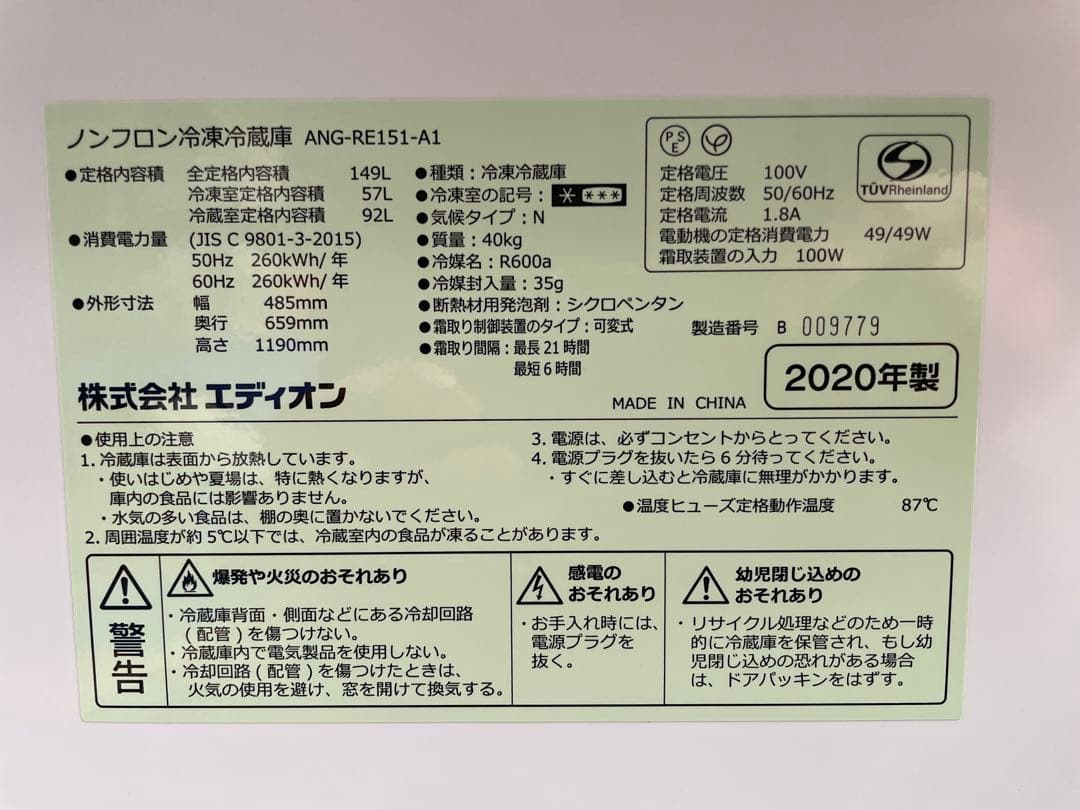 ノンフロン冷凍冷蔵庫 ANG-RE151-A1
●定格内容積 全定格内容積 149L
冷凍室定格内容積 57L
冷蔵室定格内容積 92L
●消費電力量 (JIS C 9801-3-2015)
50Hz 260kWh/年
60Hz 260kWh/年
●外形寸法 幅 485mm
奥行 659mm
高さ 1190mm
●種類：冷凍冷蔵庫
●冷凍室の記号：* ***
●気候タイプ：N
●質量：40kg
●冷媒名：R600a
●冷媒封入量：35g
●断熱材用発泡剤：シクロペンタン
●霜取り制御装置のタイプ：可変式
●霜取り間隔：最長21時間
最短6時間
PSE
定格電圧 100V
定格周波数 50/60Hz
定格電流 1.8A
電動機の定格消費電力 49/49W
霜取装置の入力 100W
TÜVRheinland
製造番号 B 009779
株式会社 エディオン
MADE IN CHINA
2020年製
●使用上の注意
1. 冷蔵庫は表面から放熱しています。
・使いはじめや夏場は、特に熱くなりますが、
庫内の食品には影響ありません。
・水気の多い食品は、棚の奥に置かないでください。
2. 周囲温度が約5℃以下では、冷蔵室内の食品が凍ることがあります。
3. 電源は、必ずコンセントからとってください。
4. 電源プラグを抜いたら6分待ってください。
・すぐに差し込むと冷蔵庫に無理がかかります。
●温度ヒューズ定格動作温度 87℃
警告
爆発や火災のおそれあり
・冷蔵庫背面・側面などにある冷却回路
(配管)を傷つけない。
・冷蔵庫内で電気製品を使用しない。
・冷却回路(配管)を傷つけたときは、
火気の使用を避け、窓を開けて換気する。
感電の
おそれあり
・お手入れ時には、
電源プラグを
抜く。
幼児閉じ込めの
おそれあり
・リサイクル処理などのため一時
的に冷蔵庫を保管され、もし幼
児閉じ込めの恐れがある場合
は、ドアパッキンをはずす。